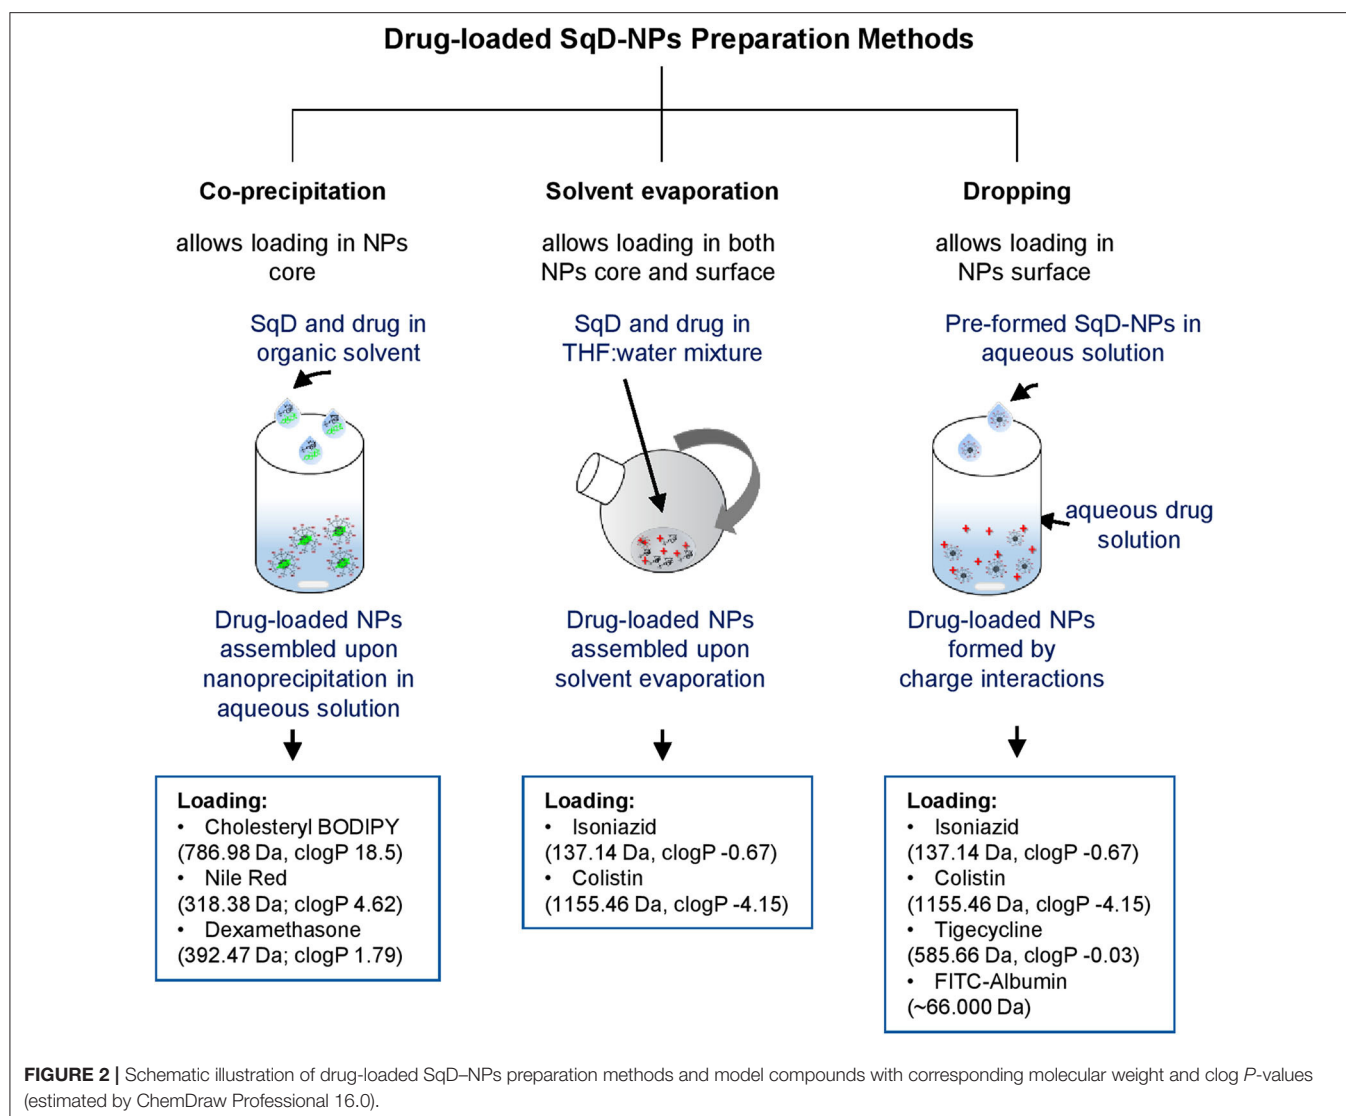 Drug-loaded SqD-NPs Preparation Methods
Co-precipitation
allows loading in NPs
core
SqD and drug in
organic solvent
Drug-loaded NPs
assembled upon
nanoprecipitation in
aqueous solution
Loading:
• Cholesteryl BODIPY
(786.98 Da, clogP 18.5)
• Nile Red
(318.38 Da; clogP 4.62)
• Dexamethasone
(392.47 Da; clogP 1.79)
Solvent evaporation
allows loading in both
NPs core and surface
SqD and drug in
THF:water mixture
Drug-loaded NPs
assembled upon
solvent evaporation
Loading:
• Isoniazid
(137.14 Da, clogP -0.67)
• Colistin
(1155.46 Da, clogP -4.15)
Dropping
allows loading in
NPs surface
Pre-formed SqD-NPs in
aqueous solution
aqueous drug
solution
Drug-loaded NPs
formed by
charge interactions
Loading:
• Isoniazid
(137.14 Da, clogP -0.67)
• Colistin
(1155.46 Da, clogP -4.15)
• Tigecycline
(585.66 Da, clogP -0.03)
• FITC-Albumin
(~66.000 Da)
FIGURE 2 | Schematic illustration of drug-loaded SqD–NPs preparation methods and model compounds with corresponding molecular weight and clog P-values
(estimated by ChemDraw Professional 16.0).